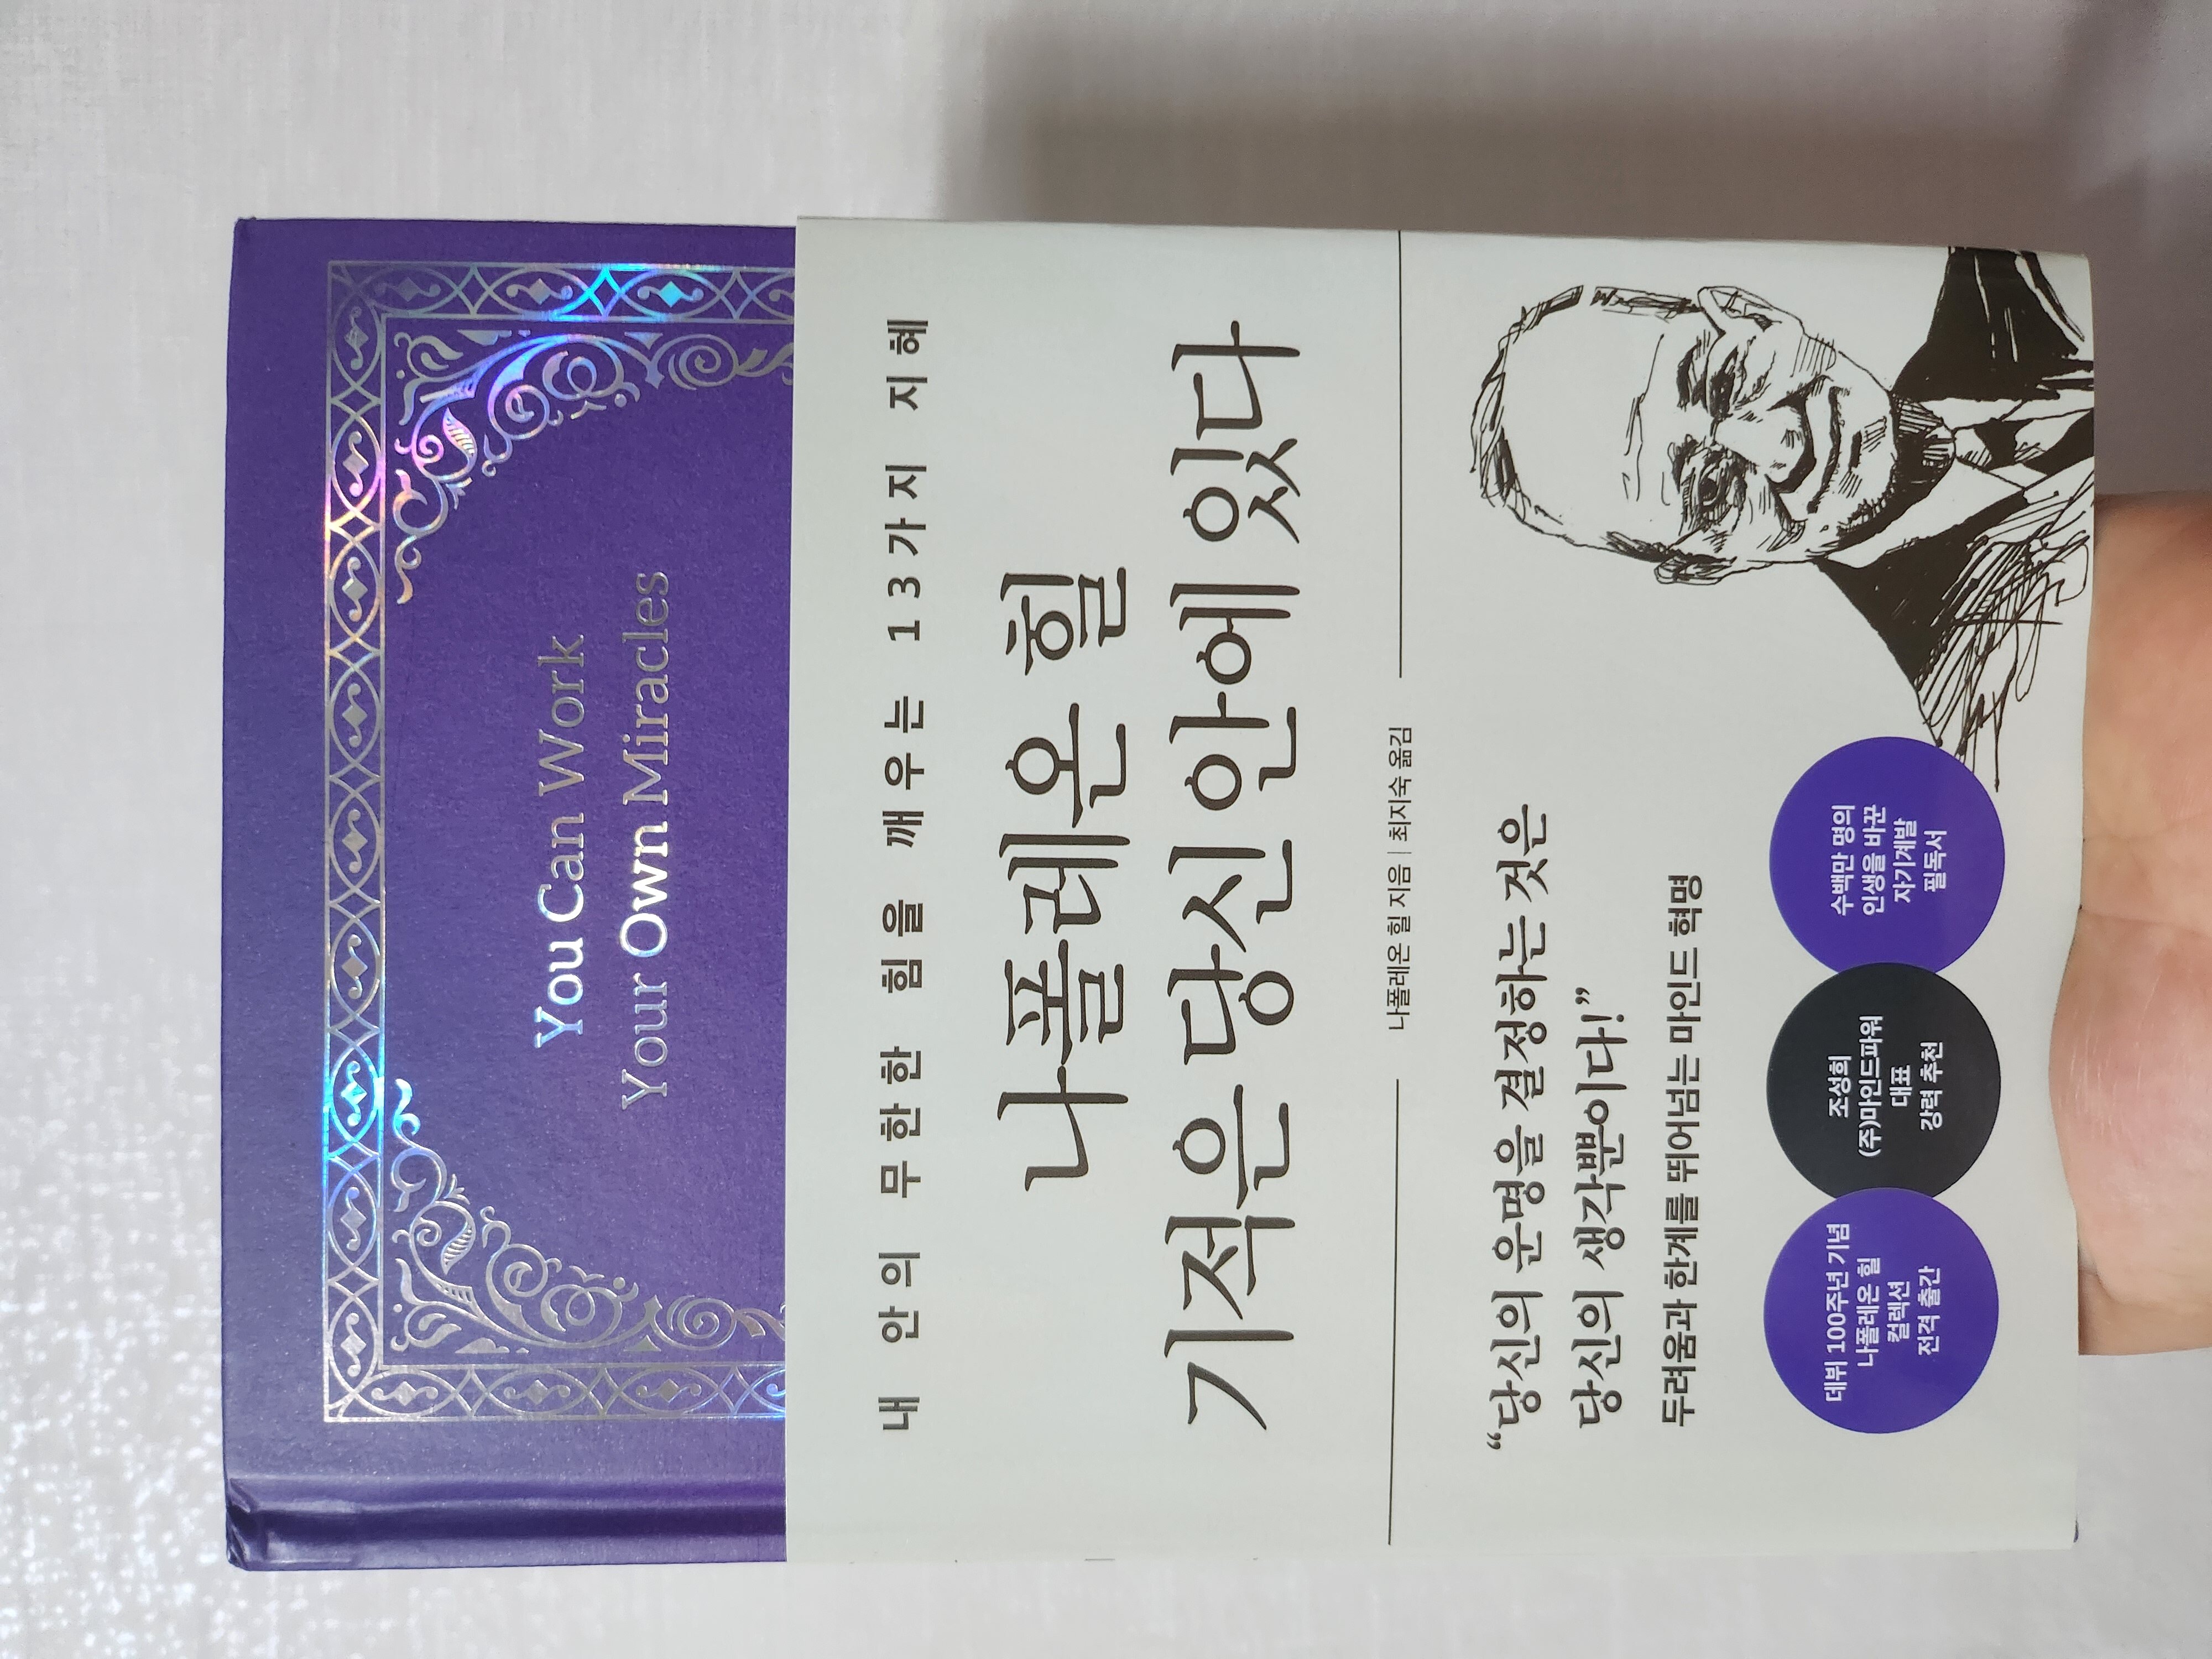 You Can Work
Your Own Miracles
내 안의 무한한 힘을 깨우는 13가지 지혜
나폴레온 힐
기적은 당신 안에 있다
나폴레온 힐 지음 | 최지숙 옮김
“당신의 운명을 결정하는 것은
당신의 생각뿐이다!”
두려움과 한계를 뛰어넘는 마인드 혁명
데뷔 100주년 기념
나폴레온 힐
컬렉션
전격 출간
조성희
(주)마인드파워
대표
강력 추천
수백만 명의
인생을 바꾼
자기계발
필독서